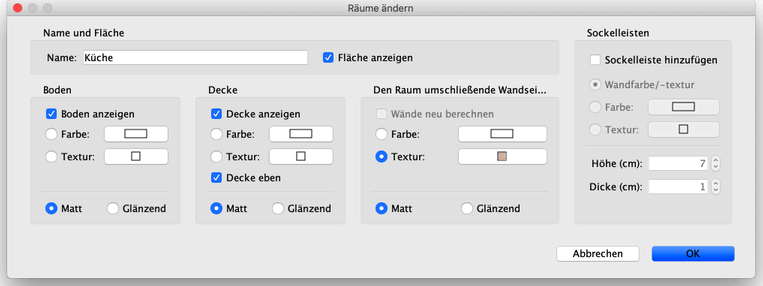 Räume ändern
Name und Fläche
Name: Küche
Fläche anzeigen
Boden
Boden anzeigen
Farbe:
Textur:
Matt Glänzend
Decke
Decke anzeigen
Farbe:
Textur:
Decke eben
Matt Glänzend
Den Raum umschließende Wandsei...
Wände neu berechnen
Farbe:
Textur:
Matt Glänzend
Sockelleisten
Sockelleiste hinzufügen
Wandfarbe/-textur
Farbe:
Textur:
Höhe (cm): 7
Dicke (cm): 1
Abbrechen OK